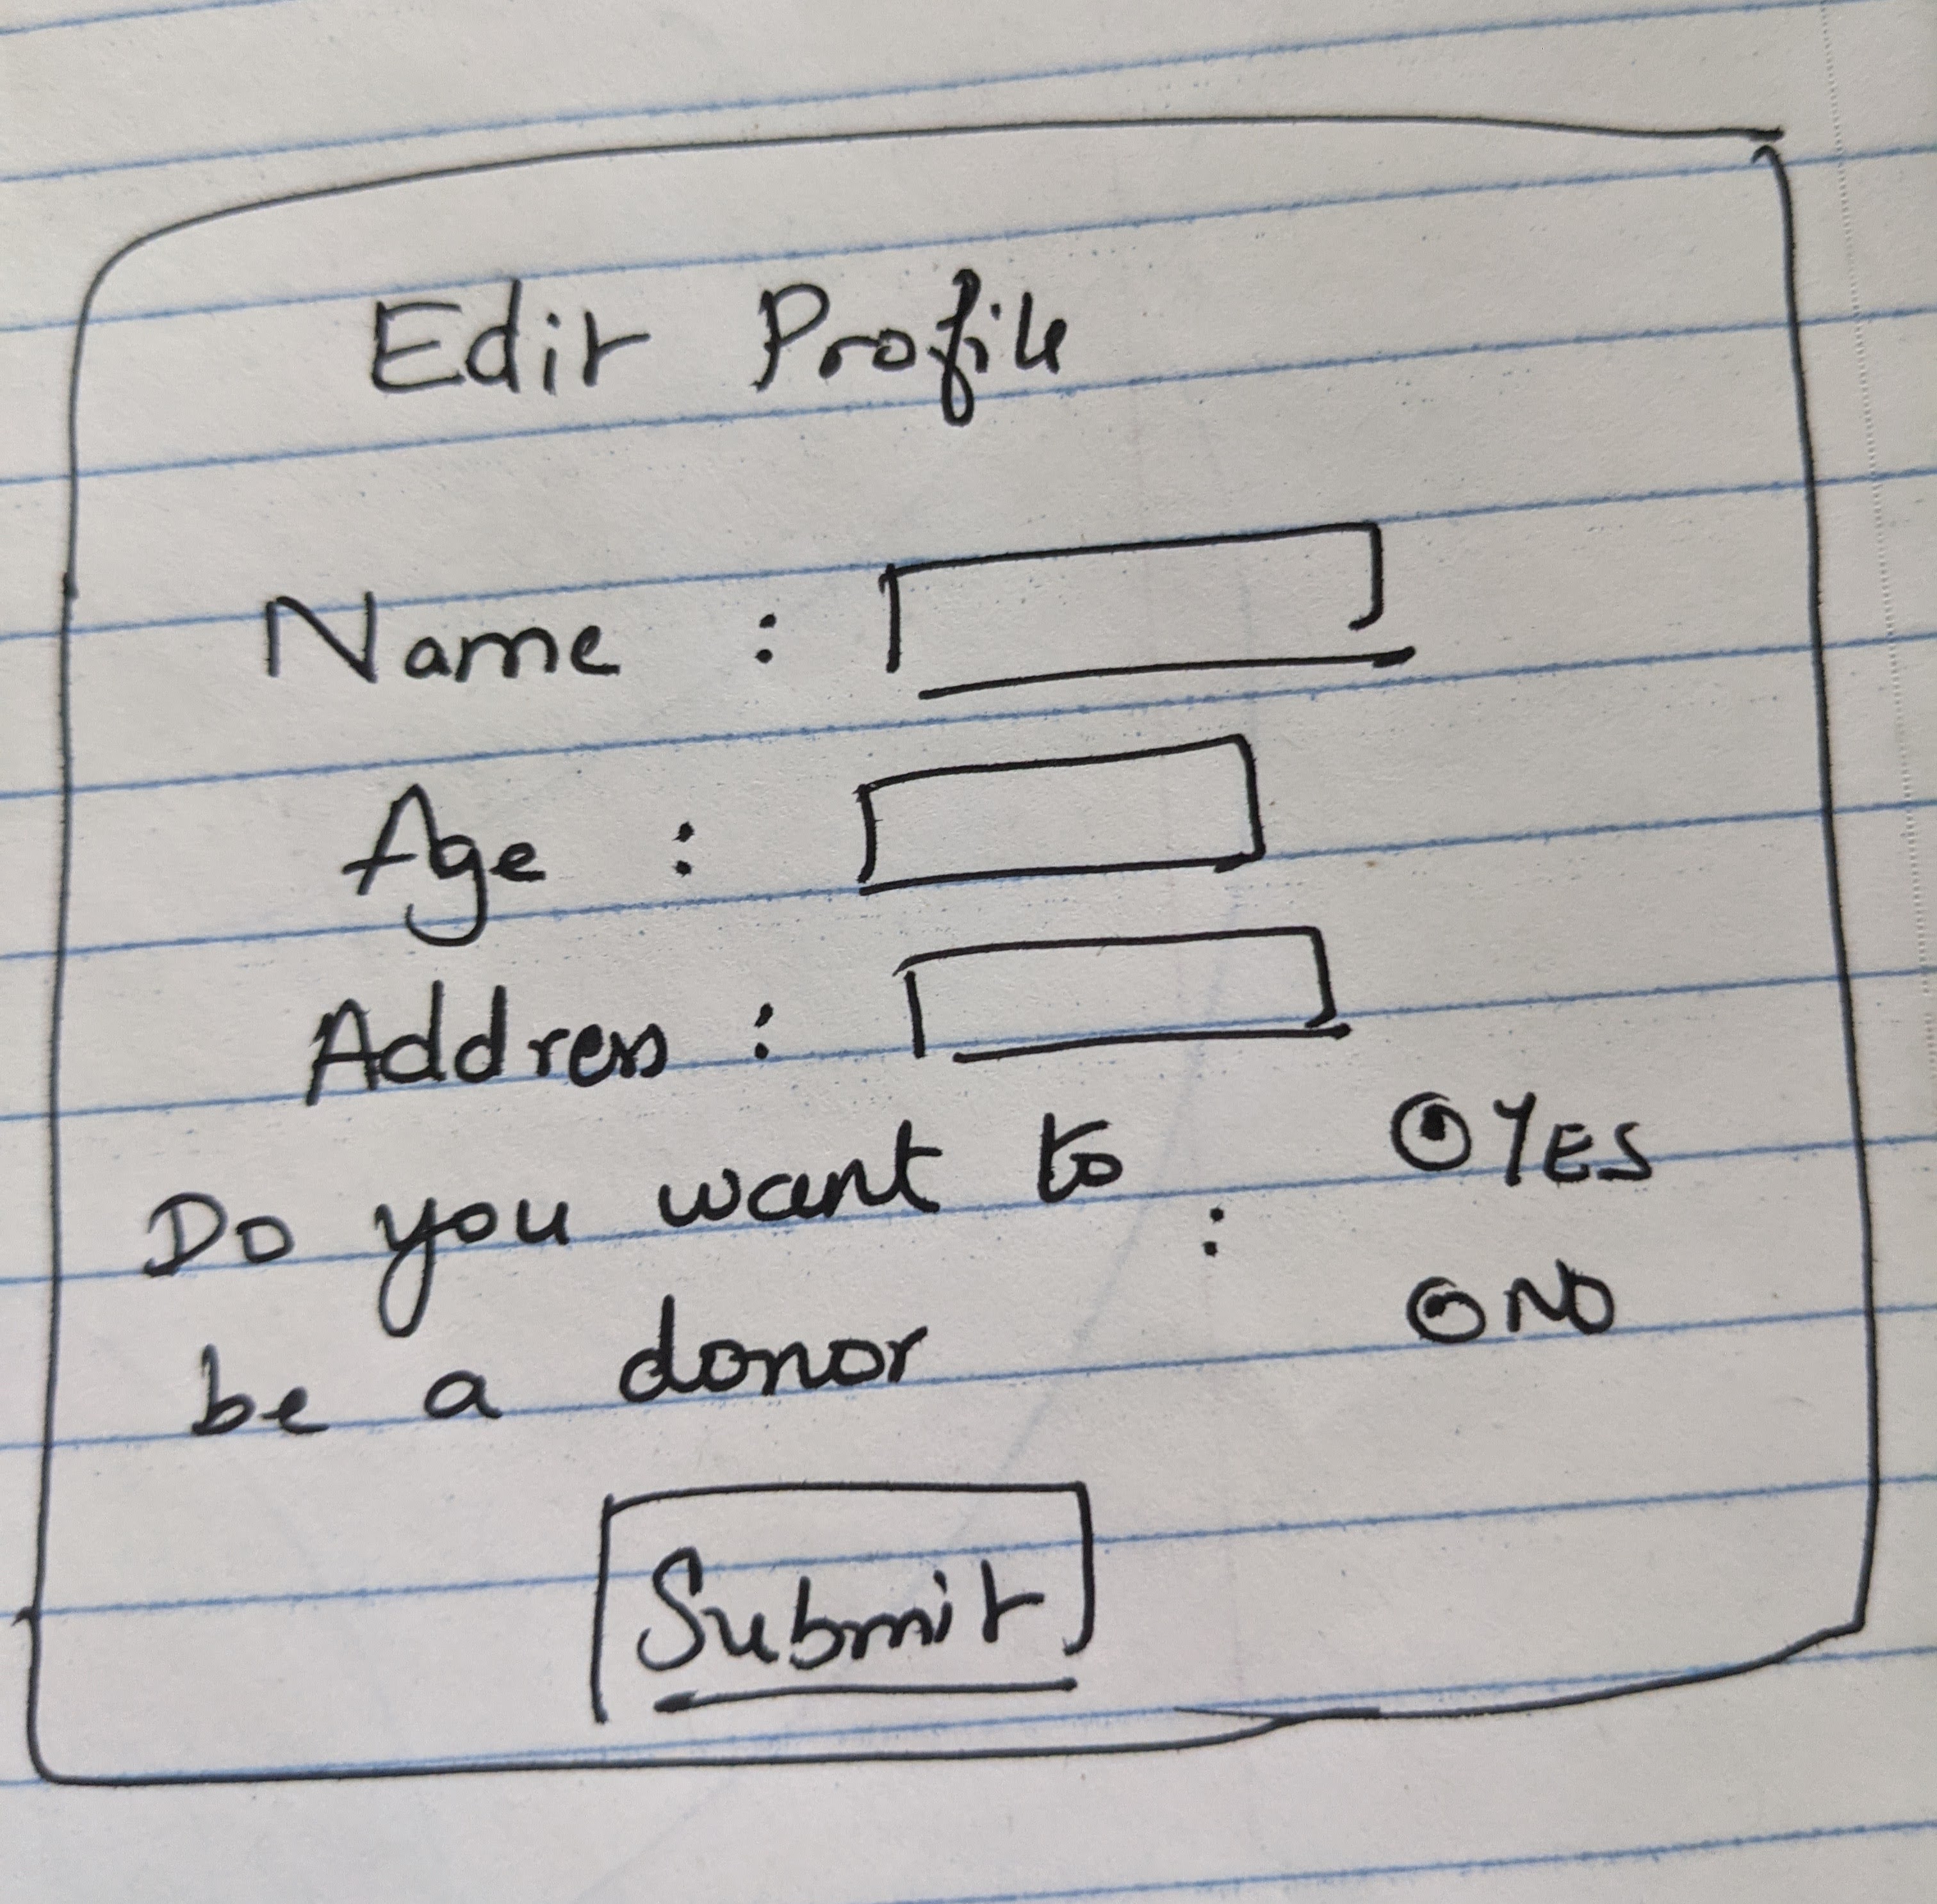 Edit Profile
Name :
Age :
Address :
Do you want to : YES
be a donor NO
Submit